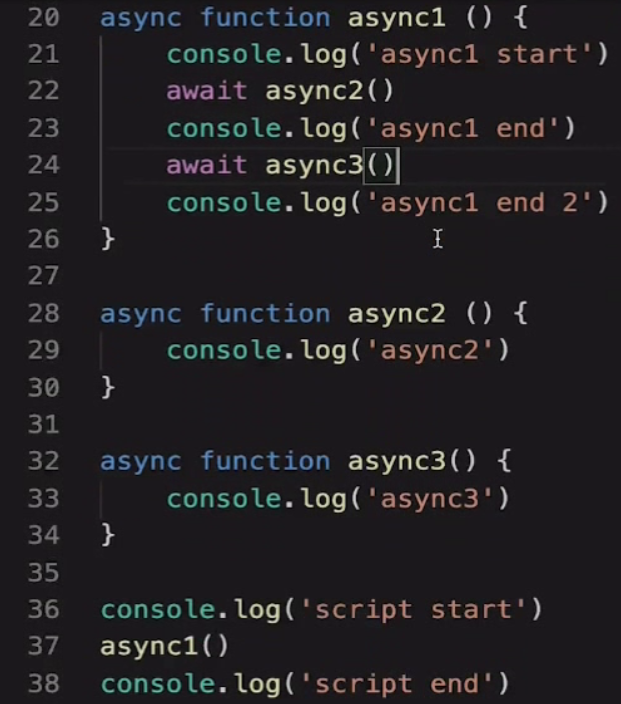 20 async function async1 () {
21 console.log('async1 start')
22 await async2()
23 console.log('async1 end')
24 await async3()
25 console.log('async1 end 2')
26 }
27
28 async function async2 () {
29 console.log('async2')
30 }
31
32 async function async3() {
33 console.log('async3')
34 }
35
36 console.log('script start')
37 async1()
38 console.log('script end')